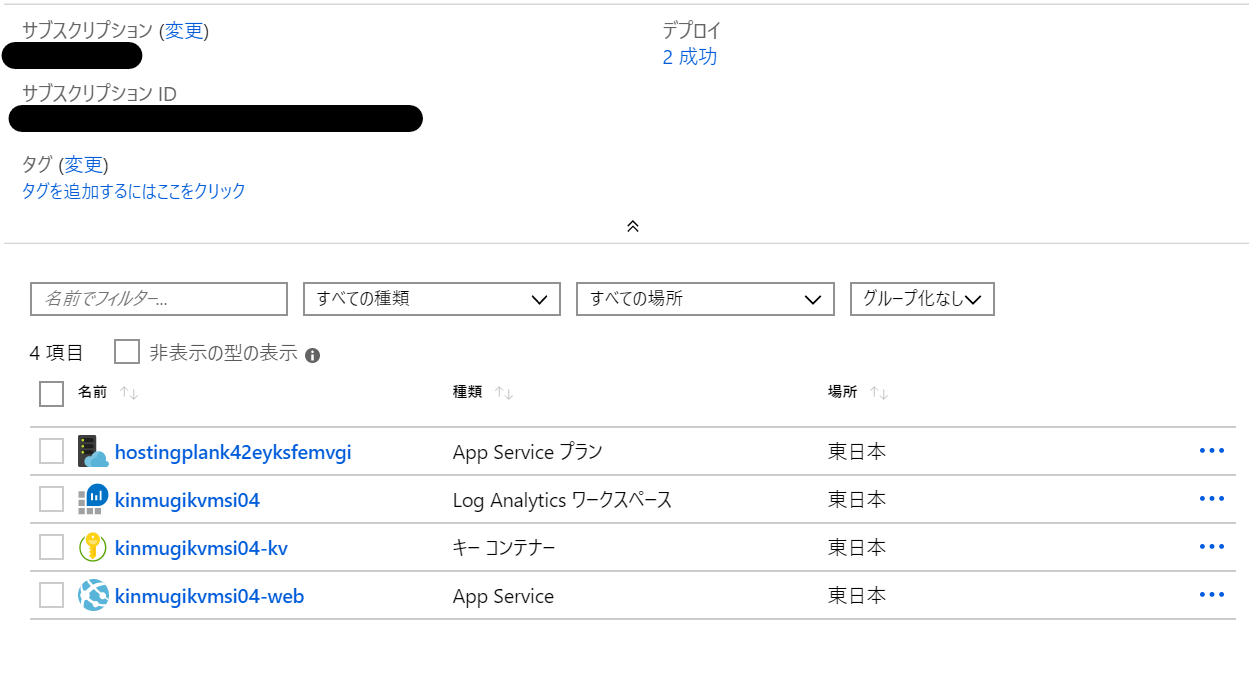 サブスクリプション (変更)
デプロイ
2 成功
サブスクリプション ID
タグ (変更)
タグを追加するにはここをクリック
名前でフィルター...
すべての種類
すべての場所
グループ化なし
4 項目
非表示の型の表示
名前 種類 場所
hostingplank42eyksfemvgi App Service プラン 東日本
kinmugikvmsi04 Log Analytics ワークスペース 東日本
kinmugikvmsi04-kv キー コンテナー 東日本
kinmugikvmsi04-web App Service 東日本